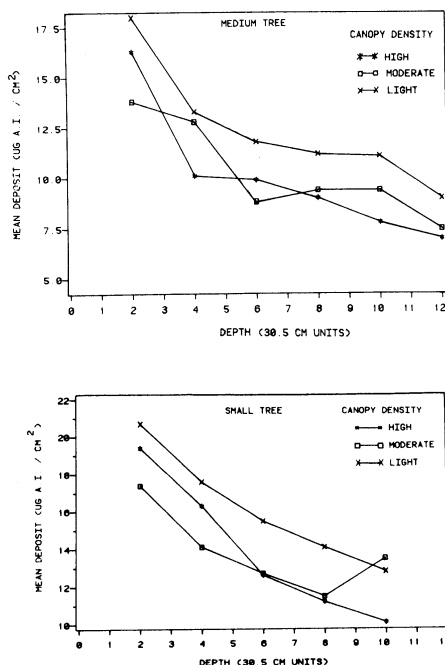 MEDIUM TREE
CANOPY DENSITY
HIGH
MODERATE
LIGHT
17.5
15.0
12.5
10.0
7.5
5 0
MEAN DEPOSIT (UG A.I. / CM2)
0 1 2 3 4 5 6 7 8 9 10 11 12
DEPTH (30.5 CM UNITS)
SMALL TREE
CANOPY DENSITY
HIGH
MODERATE
LIGHT
22
20
18
16
14
12
10
MEAN DEPOSIT (UG A I / CM2)
0 1 2 3 4 5 6 7 8 9 10 11 1
DEPTH (30.5 CM UNITS)